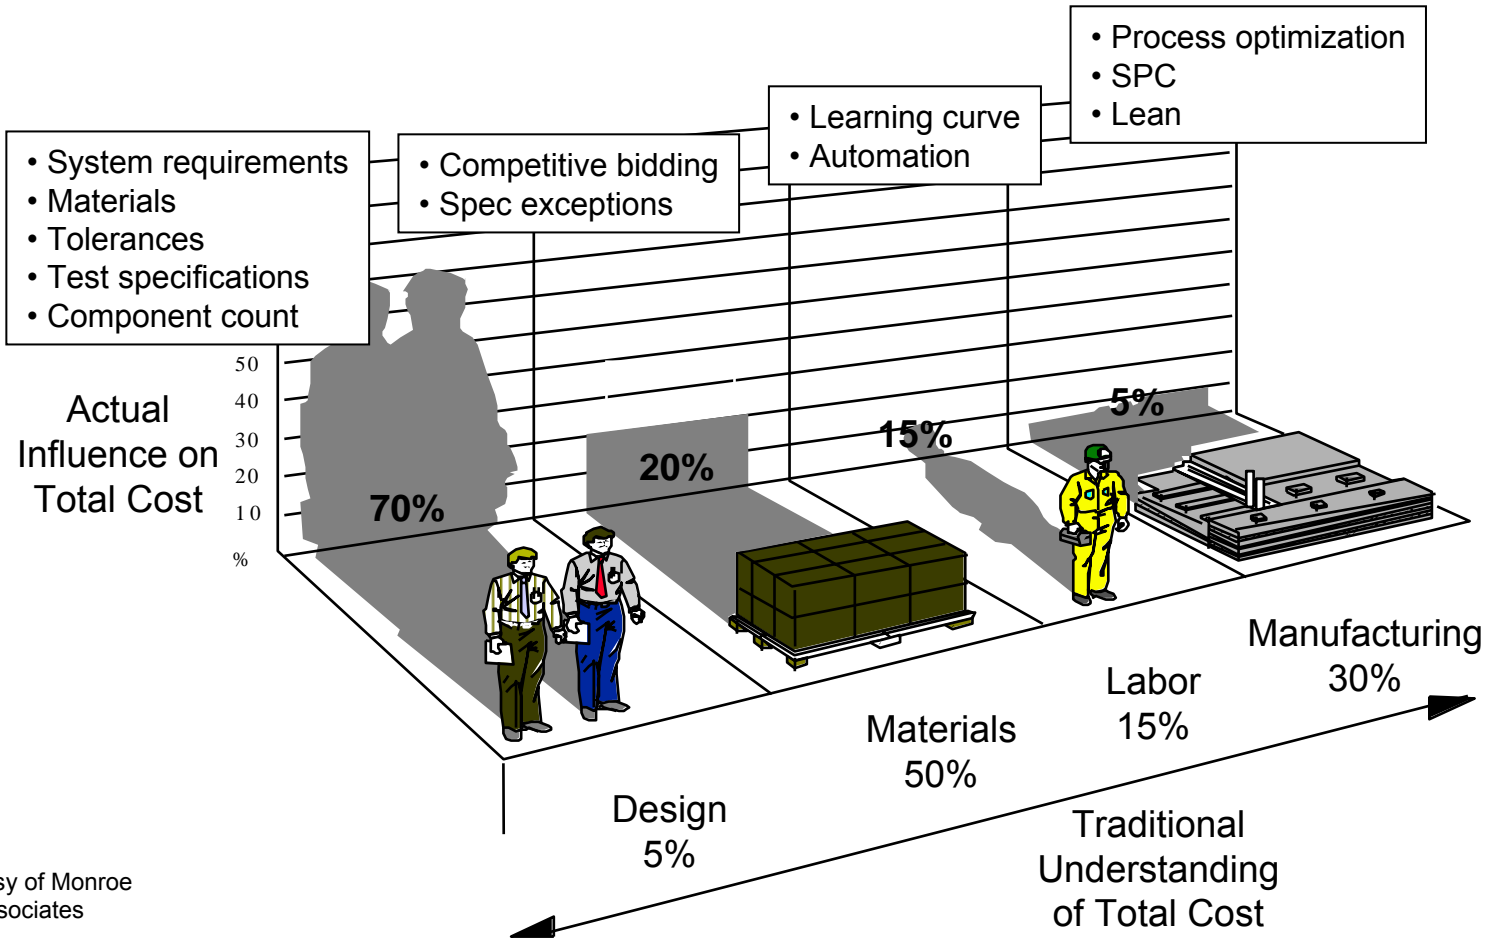 • Process optimization
• SPC
• Lean
• Learning curve
• Automation
• System requirements
• Materials
• Tolerances
• Test specifications
• Component count
• Competitive bidding
• Spec exceptions
50
40
30
20
10
%
Actual
Influence on
Total Cost
70%
20%
15%
5%
Design
5%
Materials
50%
Labor
15%
Manufacturing
30%
Traditional
Understanding
of Total Cost
of Monroe